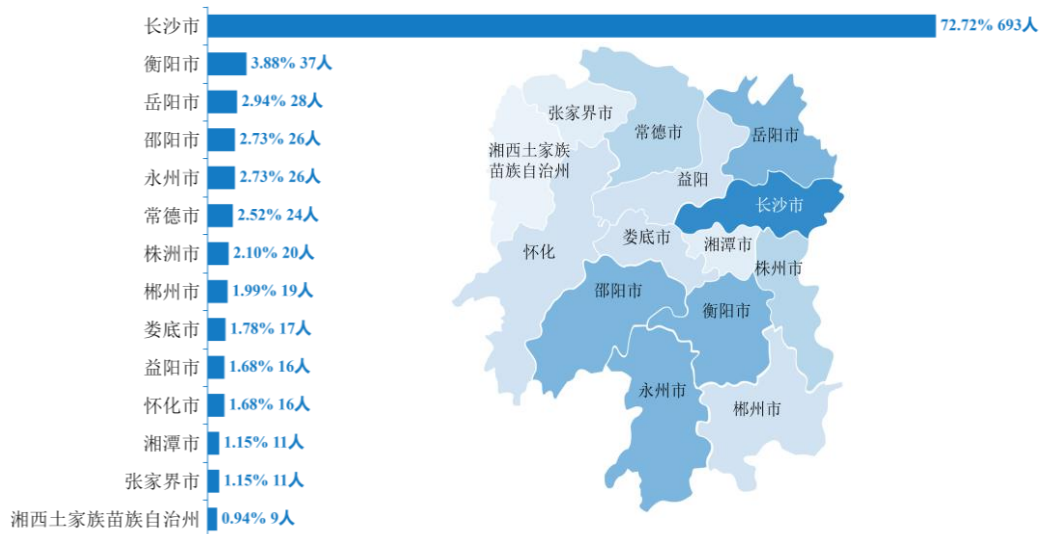 长沙市 72.72% 693人
衡阳市 3.88% 37人
岳阳市 2.94% 28人
邵阳市 2.73% 26人
永州市 2.73% 26人
常德市 2.52% 24人
株洲市 2.10% 20人
郴州市 1.99% 19人
娄底市 1.78% 17人
益阳市 1.68% 16人
怀化市 1.68% 16人
湘潭市 1.15% 11人
张家界市 1.15% 11人
湘西土家族苗族自治州 0.94% 9人
张家界市
常德市
岳阳市
湘西土家族
苗族自治州
益阳
长沙市
娄底市
湘潭市
怀化
株州市
邵阳市
衡阳市
永州市
郴州市